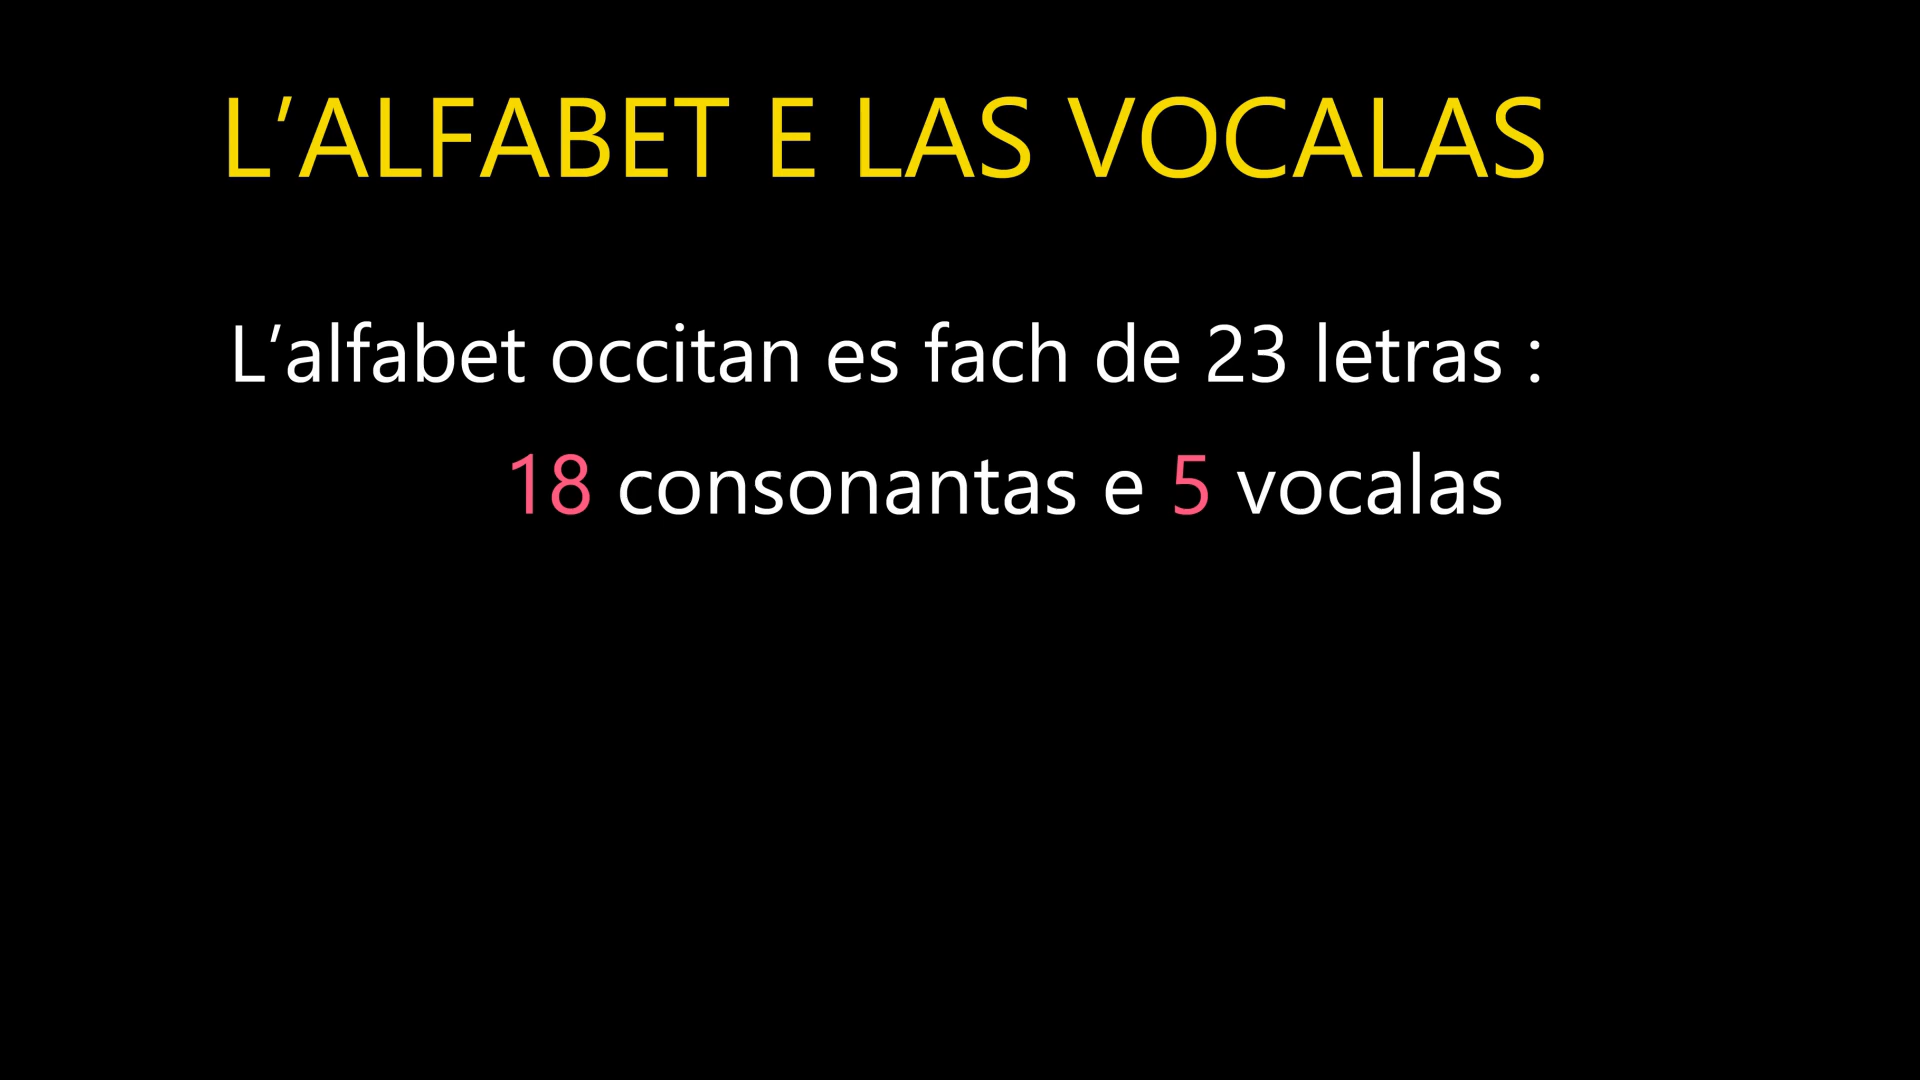 L’ALFABET E LAS VOCALAS
L’alfabet occitan es fach de 23 letras :
18 consonantas e 5 vocalas